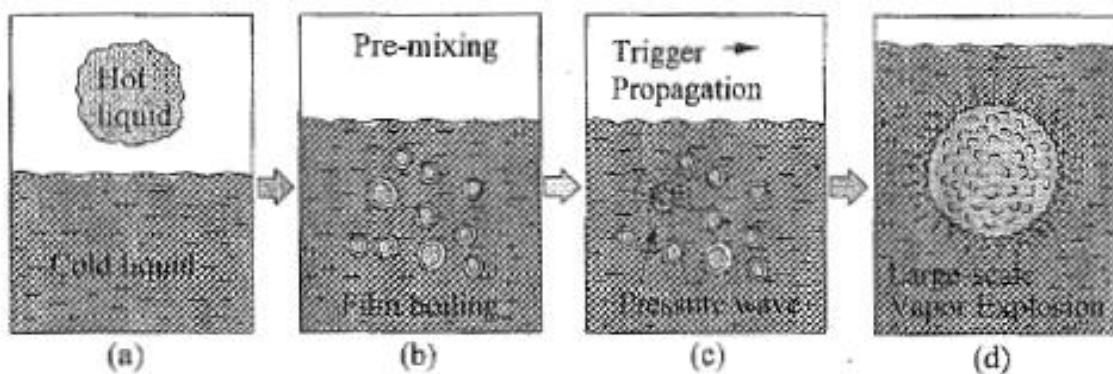 Hot
liquid
Cold liquid
(a)
Pre-mixing
Film boiling
(b)
Trigger
Propagation
Pressure wave
(c)
Large-scale
Vapor Explosion
(d)